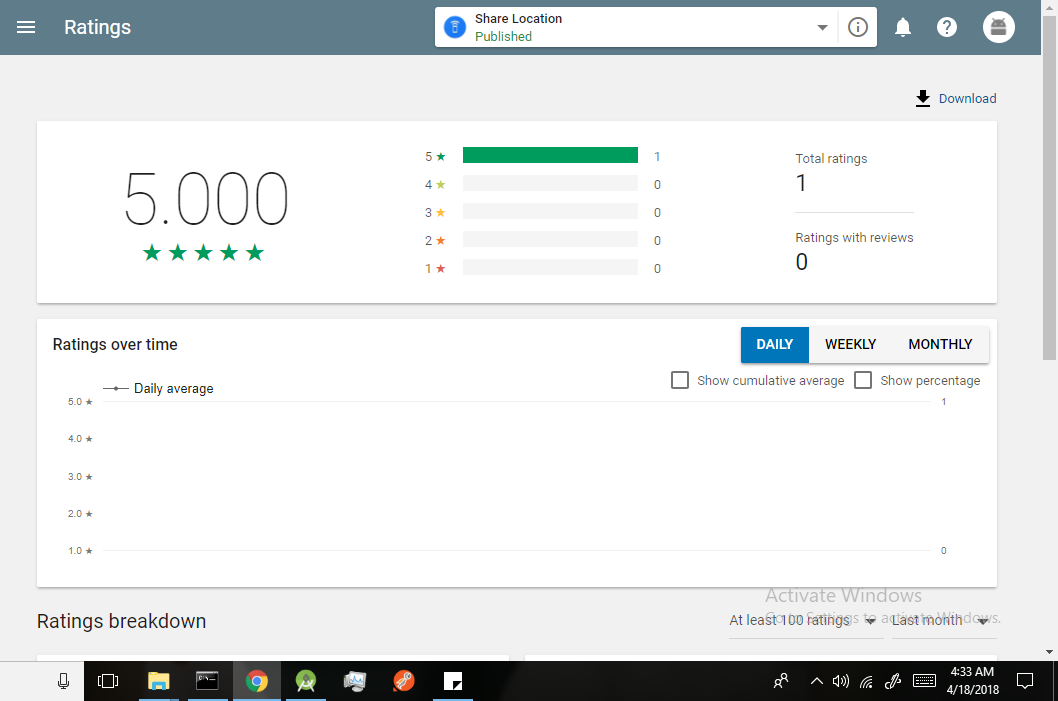 Ratings
Share Location
Published
Download
5.000
5 ★ 1
4 ★ 0
3 ★ 0
2 ★ 0
1 ★ 0
Total ratings
1
Ratings with reviews
0
Ratings over time
DAILY WEEKLY MONTHLY
Show cumulative average Show percentage
Daily average
5.0 ★ 1
4.0 ★
3.0 ★
2.0 ★
1.0 ★ 0
Activate Windows
Go to Settings to activate Windows.
Ratings breakdown
At least 100 ratings Last month
4:33 AM
4/18/2018